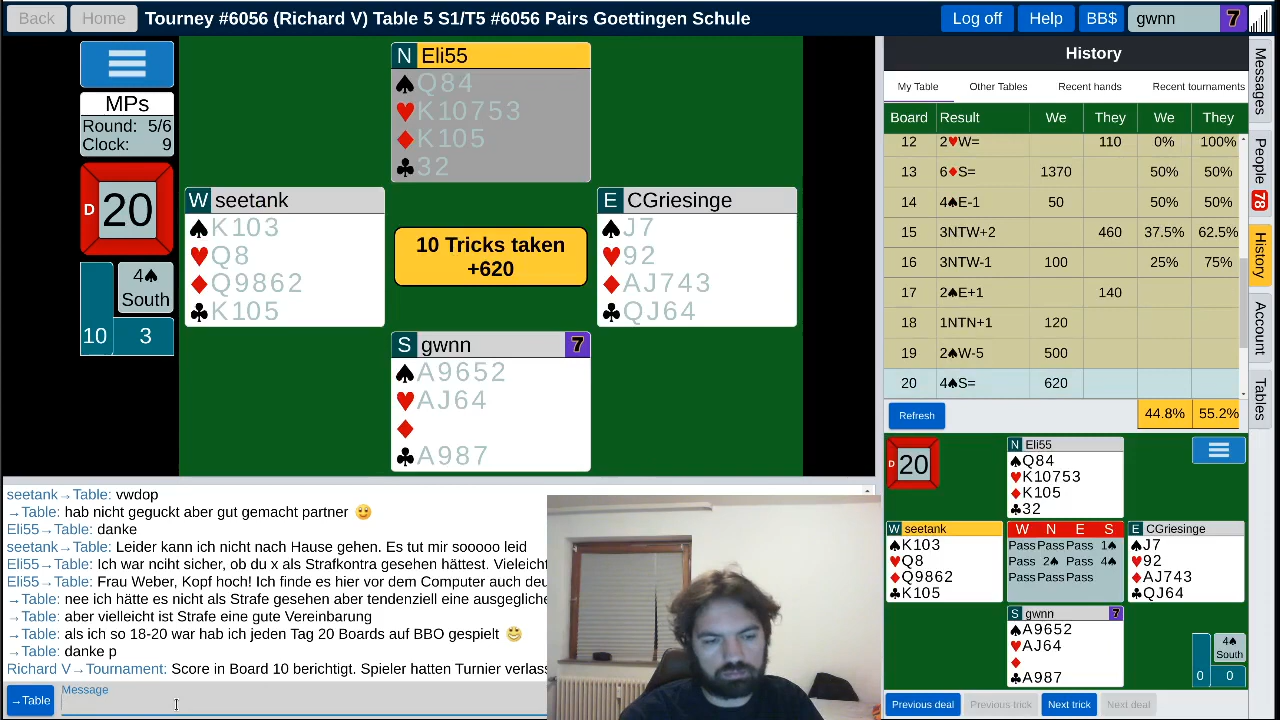 Back Home Tourney #6056 (Richard V) Table 5 S1/T5 #6056 Pairs Goettingen Schule Log off Help BB$ gwnn 7
MPs
Round: 5/6
Clock: 9
D 20
4♠
South
10 3
N Eli55
♠Q84
♥K10753
♦K105
32
W seetank
♠K103
♥Q8
♦Q9862
♣K105
10 Tricks taken
+620
E CGriesinge
♠J7
♥92
♦AJ743
♣QJ64
S gwnn 7
♠A9652
♥AJ64
♦
♣A987
seetank→Table: vwdop
→Table: hab nicht geguckt aber gut gemacht partner 🙂
Eli55→Table: danke
seetank→Table: Leider kann ich nicht nach Hause gehen. Es tut mir sooooo leid
Eli55→Table: Ich war nciht sicher, ob du x als Strafkontra gesehen hättest. Vieleicht
Eli55→Table: Frau Weber, Kopf hoch! Ich finde es hier vor dem Computer auch deu
→Table: nee ich hätte es nicht als Strafe gesehen aber tendenziell eine ausgegliche
→Table: aber vielleicht ist Strafe eine gute Vereinbarung
→Table: als ich so 18-20 war hab ich jeden Tag 20 Boards auf BBO gespielt 😁
→Table: danke p
Richard V→Tournament: Score in Board 10 berichtigt. Spieler hatten Turnier verlass
→Table Message
History
My Table Other Tables Recent hands Recent tournaments
Board Result We They We They
12 2♥W= 110 0% 100%
13 6♦S= 1370 50% 50%
14 4♠E-1 50 50% 50%
15 3NTW+2 460 37.5% 62.5%
16 3NTW-1 100 25% 75%
17 2♠E+1 140
18 1NTN+1 120
19 2♠W-5 500
20 4♠S= 620
Refresh 44.8% 55.2%
D 20
N Eli55
♠Q84
♥K10753
♦K105
♣32
W seetank
♠K103
♥Q8
♦Q9862
♣K105
W N E S
Pass Pass Pass 1♠
Pass 2♠ Pass 4♠
Pass Pass Pass
E CGriesinge
♠J7
♥92
♦AJ743
♣QJ64
S gwnn 7
♠A9652
♥AJ64
♦
♣A987
4♠
South
0 0
Previous deal Previous trick Next trick Next deal
Messages
People 78
History
Account
Tables